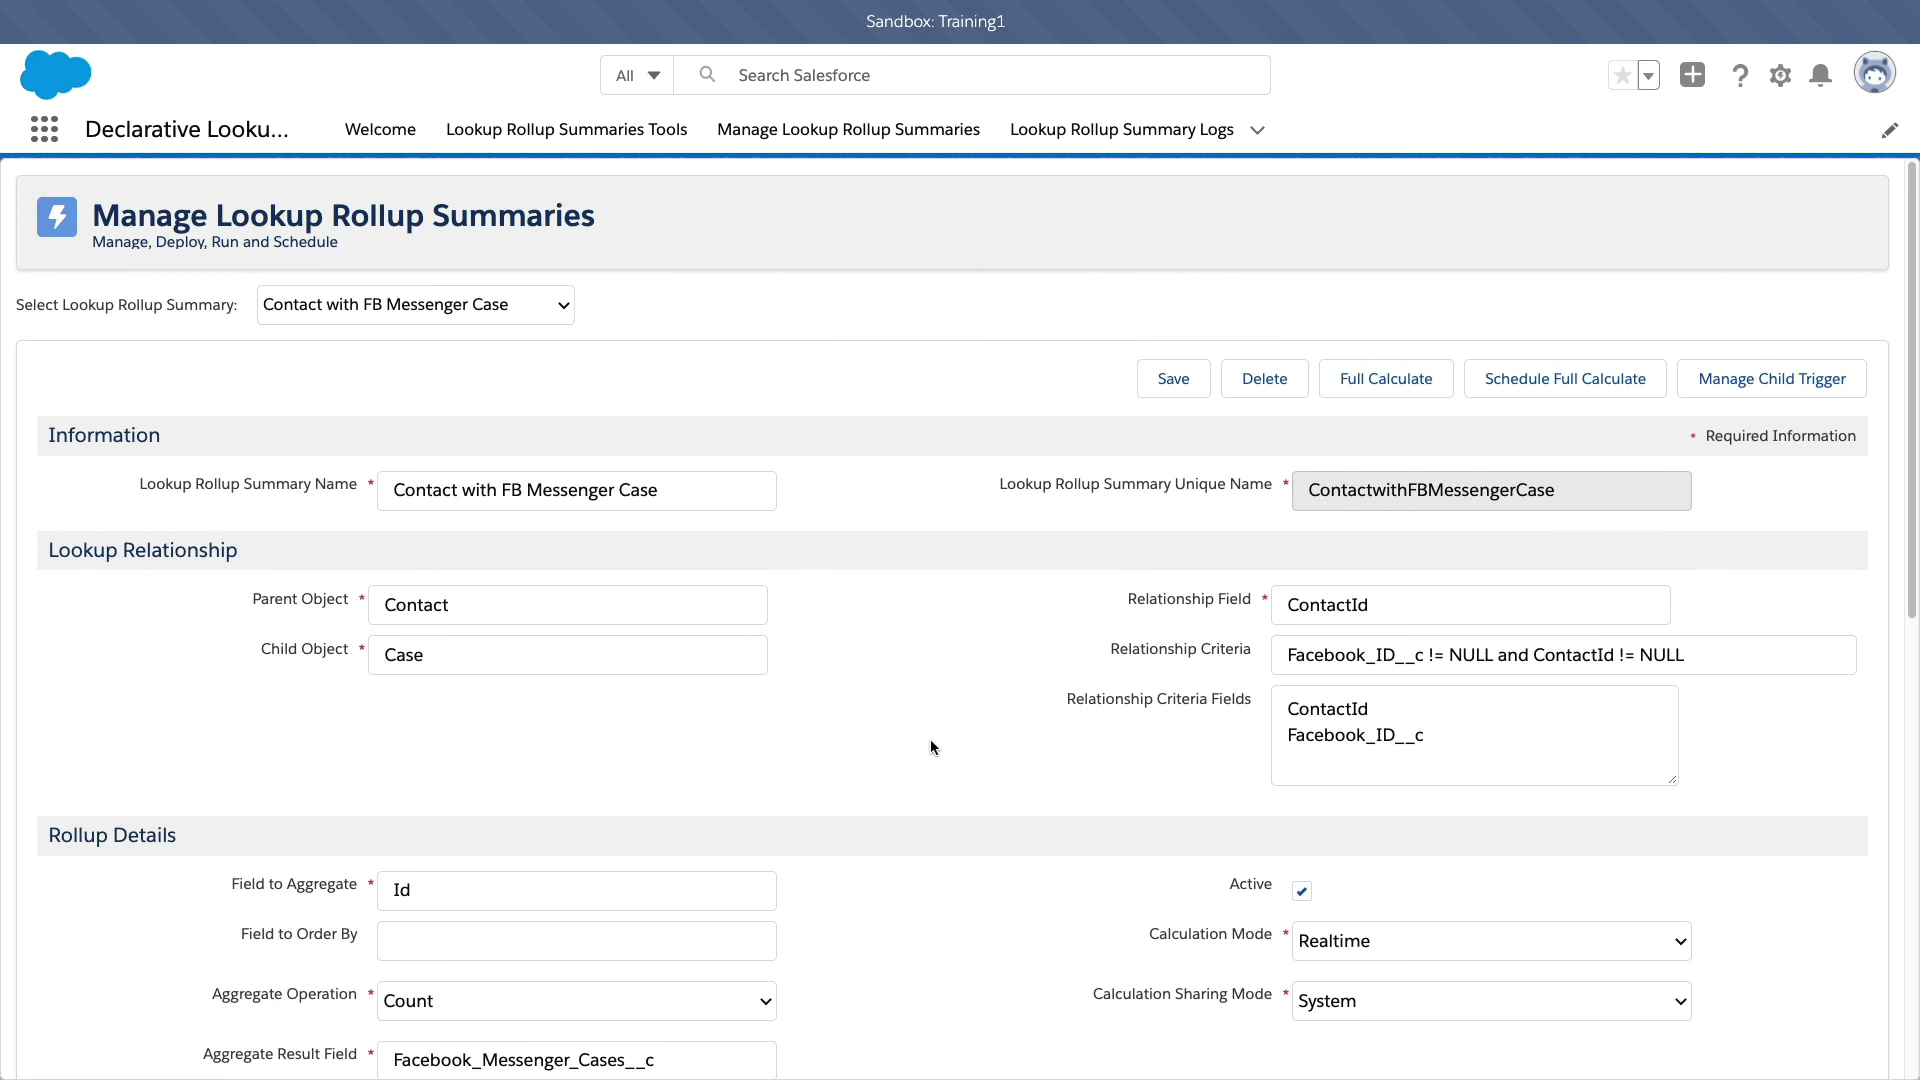 Sandbox: Training1
All
Search Salesforce
Declarative Looku...
Welcome
Lookup Rollup Summaries Tools
Manage Lookup Rollup Summaries
Lookup Rollup Summary Logs
Manage Lookup Rollup Summaries
Manage, Deploy, Run and Schedule
Select Lookup Rollup Summary:
Contact with FB Messenger Case
Save
Delete
Full Calculate
Schedule Full Calculate
Manage Child Trigger
Information
* Required Information
Lookup Rollup Summary Name *
Contact with FB Messenger Case
Lookup Rollup Summary Unique Name *
ContactwithFBMessengerCase
Lookup Relationship
Parent Object *
Contact
Relationship Field *
ContactId
Child Object *
Case
Relationship Criteria
Facebook_ID__c != NULL and ContactId != NULL
Relationship Criteria Fields
ContactId
Facebook_ID__c
Rollup Details
Field to Aggregate *
Id
Active
Field to Order By
Calculation Mode *
Realtime
Aggregate Operation *
Count
Calculation Sharing Mode *
System
Aggregate Result Field *
Facebook_Messenger_Cases__c